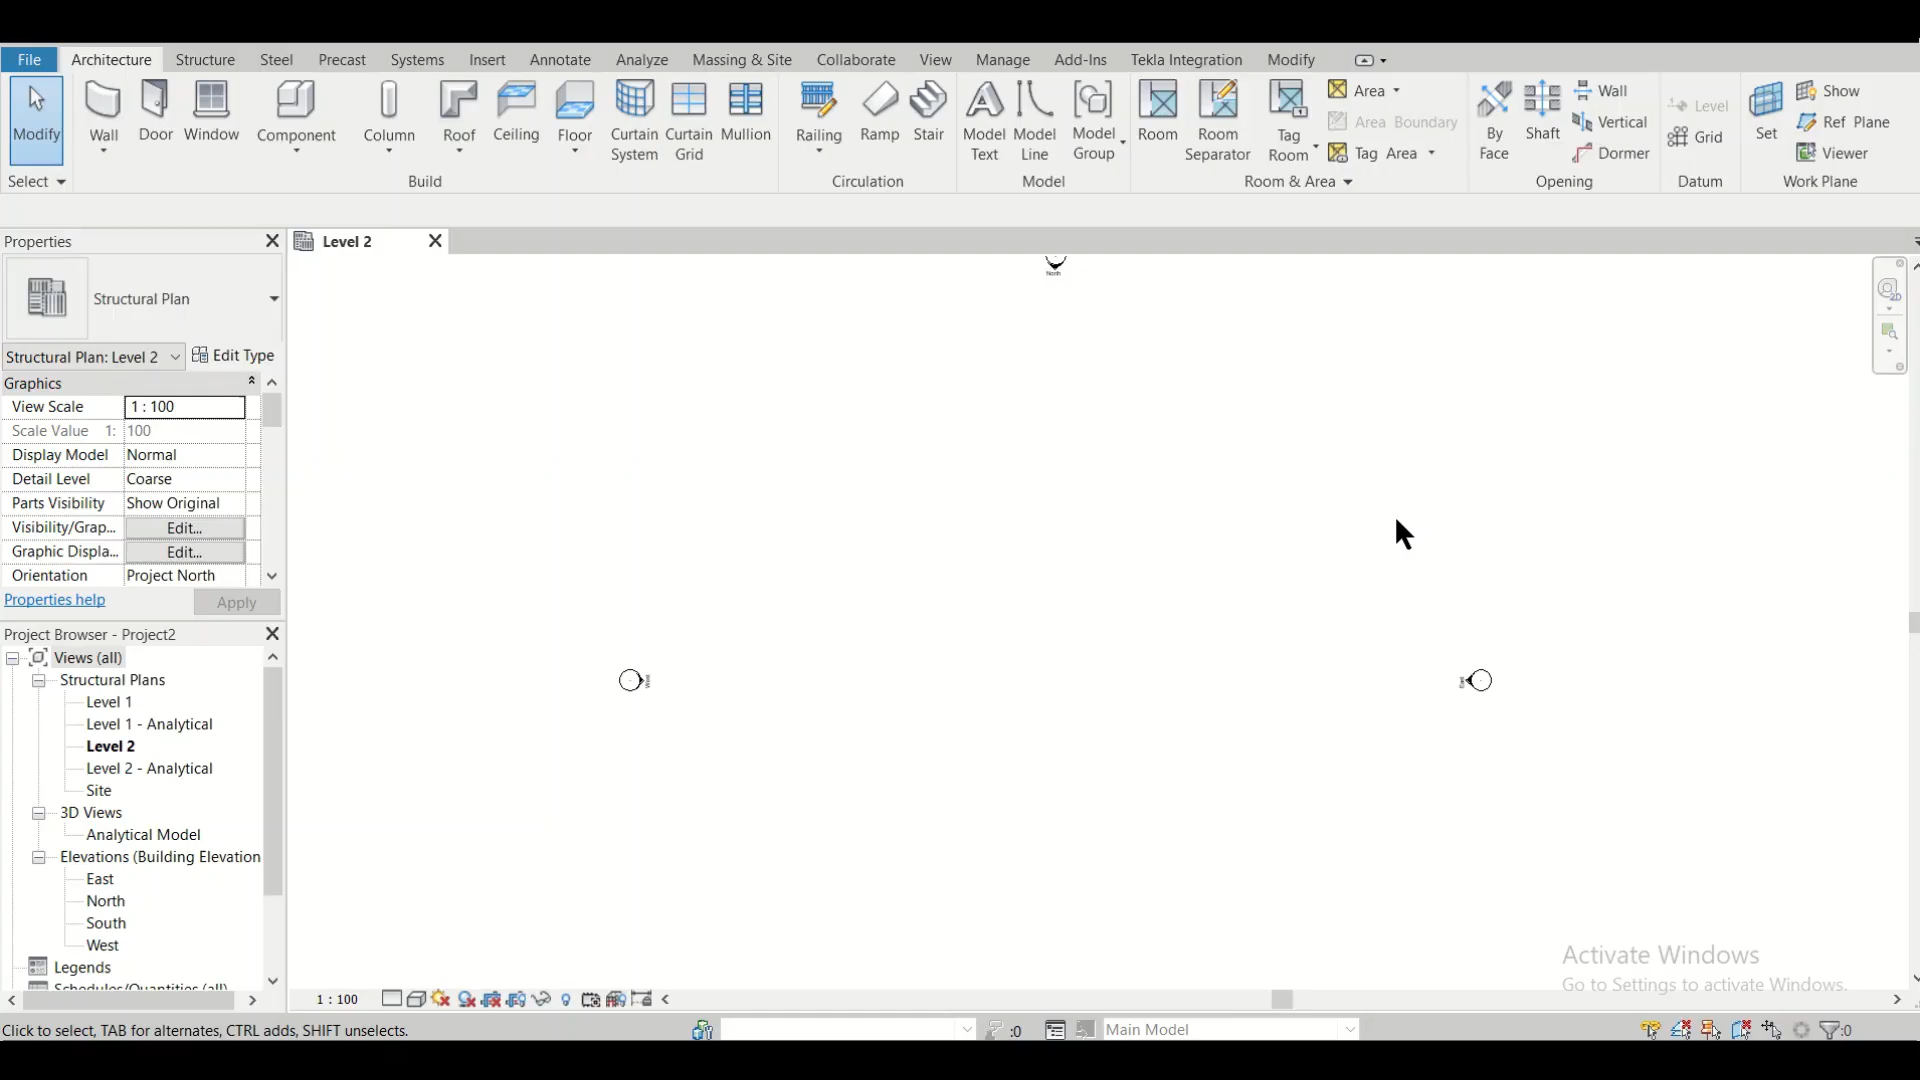 File Architecture Structure Steel Precast Systems Insert Annotate Analyze Massing & Site Collaborate View Manage Add-Ins Tekla Integration Modify
Modify Wall Door Window Component Column Roof Ceiling Floor Curtain System Curtain Grid Mullion Railing Ramp Stair Model Text Model Line Model Group Room Room Separator Tag Room
Area
Area Boundary
Tag Area
By Face Shaft
Wall
Vertical
Dormer
Level
Grid
Set
Show
Ref Plane
Viewer
Select Build Circulation Model Room & Area Opening Datum Work Plane
Properties
Level 2
Structural Plan
Structural Plan: Level 2 Edit Type
Graphics
View Scale 1 : 100
Scale Value 1: 100
Display Model Normal
Detail Level Coarse
Parts Visibility Show Original
Visibility/Grap... Edit...
Graphic Displa... Edit...
Orientation Project North
Properties help Apply
Project Browser - Project2
Views (all)
Structural Plans
Level 1
Level 1 - Analytical
Level 2
Level 2 - Analytical
Site
3D Views
Analytical Model
Elevations (Building Elevation
East
North
South
West
Legends
Schedules/Quantities (all)
North
West
East
2D
Activate Windows
Go to Settings to activate Windows.
1 : 100
Click to select, TAB for alternates, CTRL adds, SHIFT unselects. :0 Main Model :0